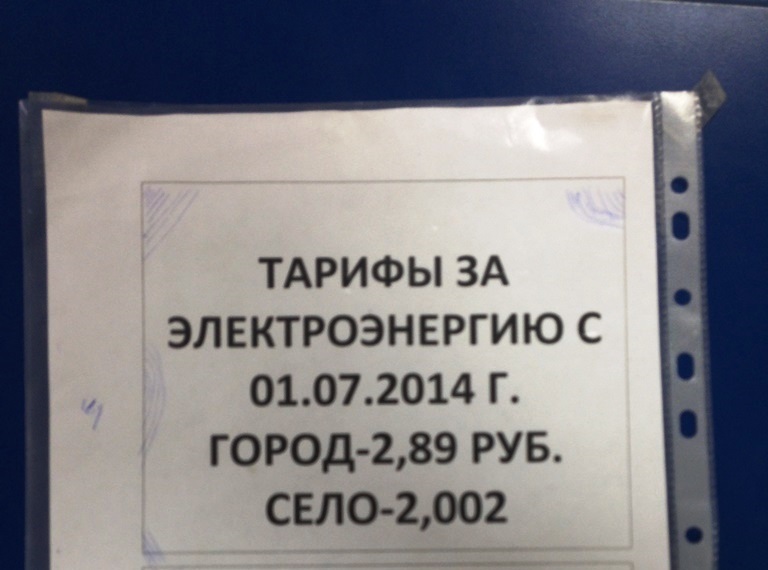 ТАРИФЫ ЗА
ЭЛЕКТРОЭНЕРГИЮ С
01.07.2014 Г.
ГОРОД-2,89 РУБ.
СЕЛО-2,002